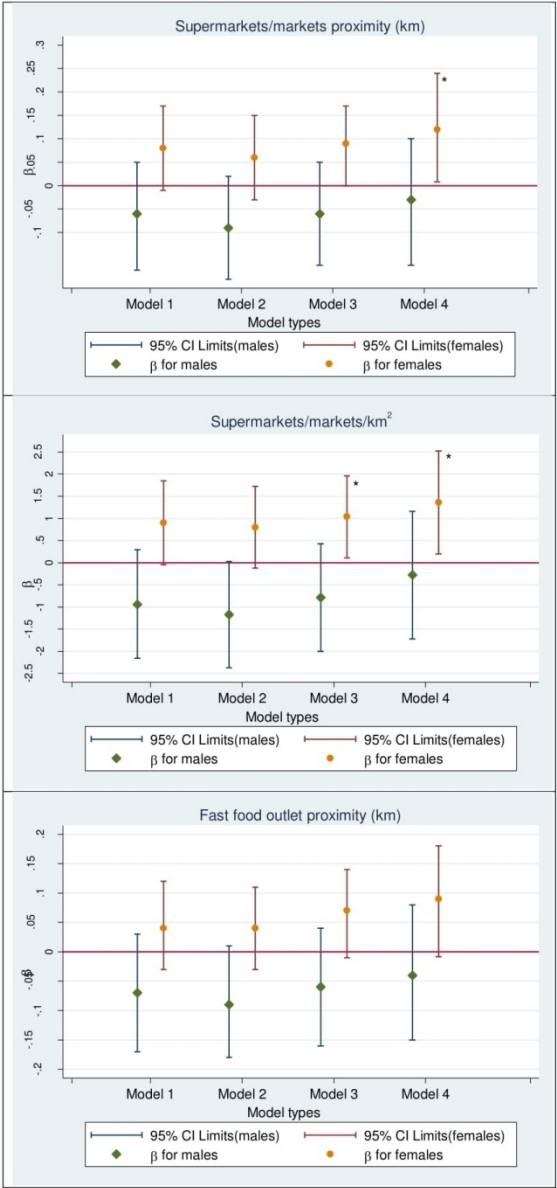 Supermarkets/markets proximity (km)
.3
.25
.2
.15
.1
.05
0
-.05
-.1
β
*
Model 1 Model 2 Model 3 Model 4
Model types
95% CI Limits(males) 95% CI Limits(females)
β for males β for females
Supermarkets/markets/km²
2.5
2
1.5
1
.5
0
-.5
-1
-1.5
-2
-2.5
β
* *
Model 1 Model 2 Model 3 Model 4
Model types
95% CI Limits(males) 95% CI Limits(females)
β for males β for females
Fast food outlet proximity (km)
.2
.15
.1
.05
0
-.05
-.1
-.15
-.2
β
Model 1 Model 2 Model 3 Model 4
Model types
95% CI Limits(males) 95% CI Limits(females)
β for males β for females